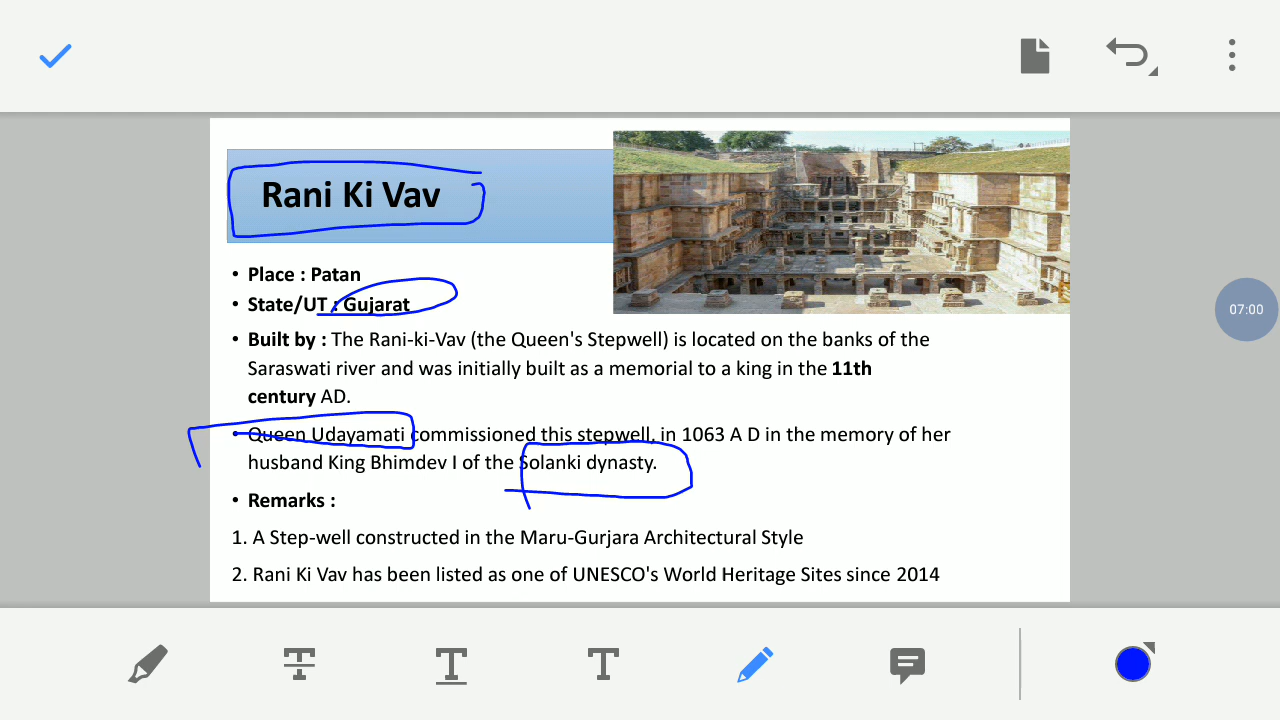 Rani Ki Vav
• Place : Patan
• State/UT : Gujarat
• Built by : The Rani-ki-Vav (the Queen's Stepwell) is located on the banks of the
Saraswati river and was initially built as a memorial to a king in the 11th
century AD.
• Queen Udayamati commissioned this stepwell, in 1063 A D in the memory of her
husband King Bhimdev I of the Solanki dynasty.
• Remarks :
1. A Step-well constructed in the Maru-Gurjara Architectural Style
2. Rani Ki Vav has been listed as one of UNESCO's World Heritage Sites since 2014
07:00
T
T
T